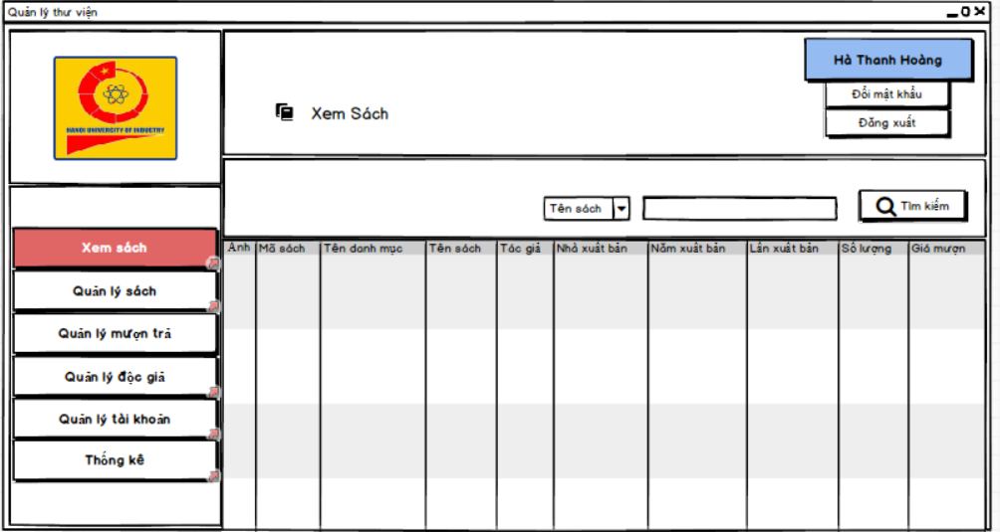 Quản lý thư viện
HANOI UNIMERCITY OF INDUCTRY
Xem Sách
Hà Thanh Hoàng
Đổi mật khẩu
Đăng xuất
Tên sách
Tìm kiếm
Xem sách
Quản lý sách
Quản lý mượn trả
Quản lý độc giả
Quản lý tài khoản
Thống kê
Ảnh Mã sách Tên danh mục Tên sách Tác giả Nhà xuất bản Năm xuất bản Lần xuất bản Số lượng Giá mượn